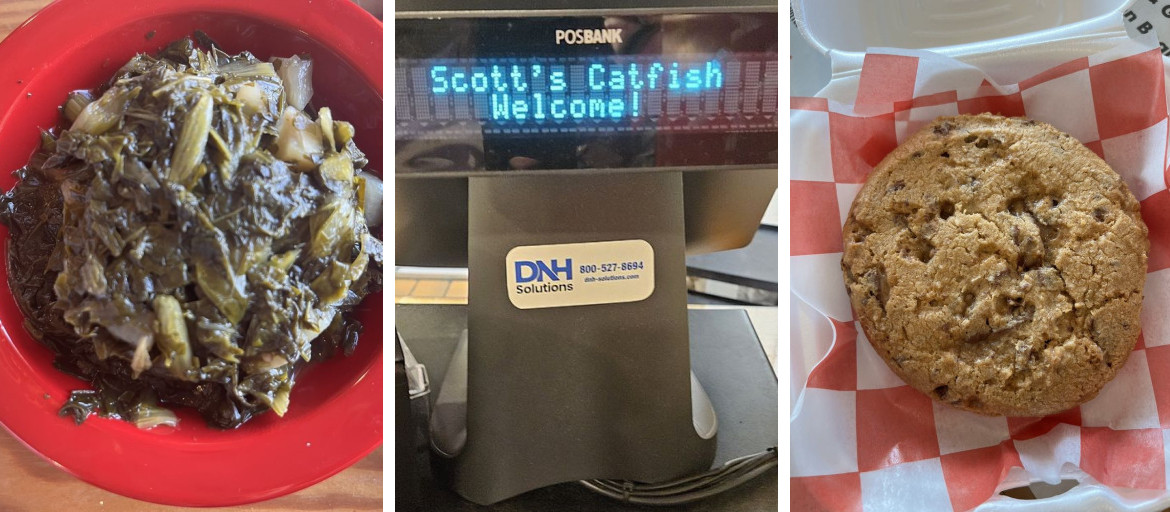 POSBANK
Scott's Catfish
Welcome!
DNH
Solutions
800-527-8694
dnh-solutions.com